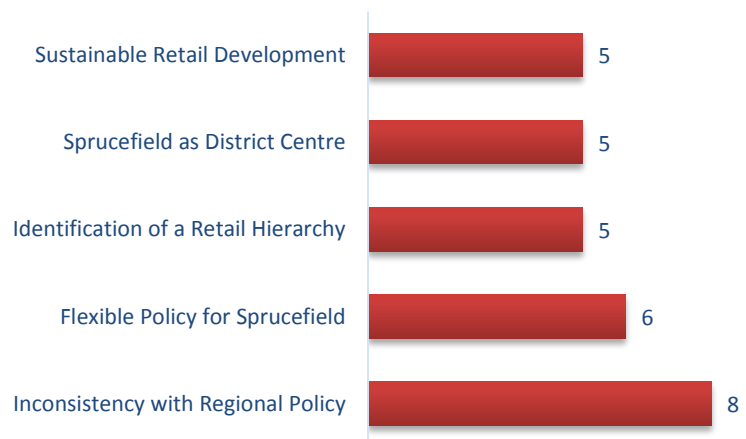 Sustainable Retail Development 5
Sprucefield as District Centre 5
Identification of a Retail Hierarchy 5
Flexible Policy for Sprucefield 6
Inconsistency with Regional Policy 8